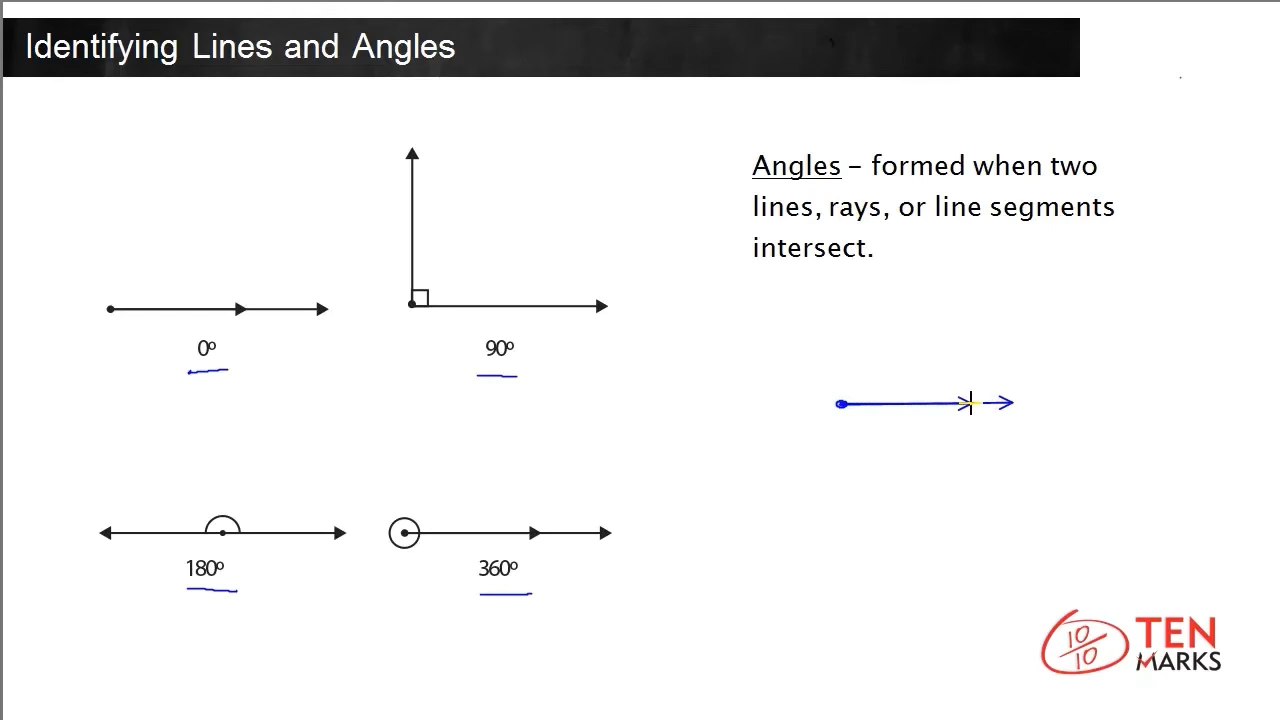 Identifying Lines and Angles
Angles – formed when two
lines, rays, or line segments
intersect.
0º
90º
180º
360º
10
10
TEN
MARKS